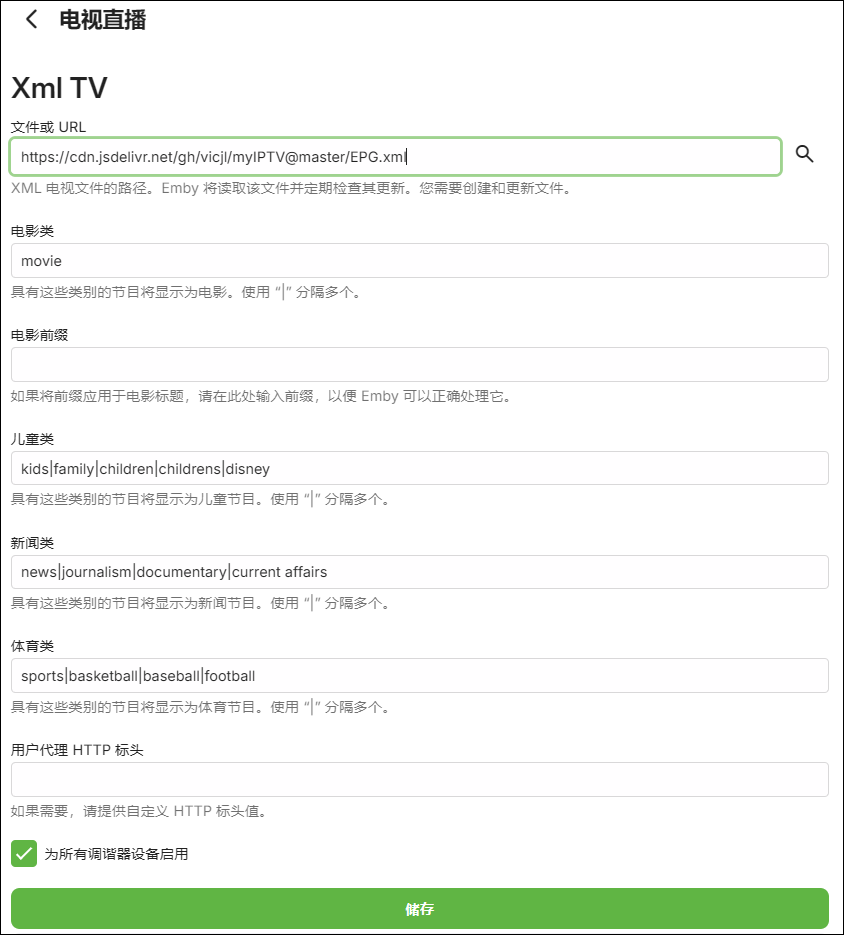 电视直播
Xml TV
文件或 URL
https://cdn.jsdelivr.net/gh/vicjl/myIPTV@master/EPG.xml
XML 电视文件的路径。Emby 将读取该文件并定期检查其更新。您需要创建和更新文件。
电影类
movie
具有这些类别的节目将显示为电影。使用 “|” 分隔多个。
电影前缀
如果将前缀应用于电影标题，请在此处输入前缀，以便 Emby 可以正确处理它。
儿童类
kids|family|children|childrens|disney
具有这些类别的节目将显示为儿童节目。使用 “|” 分隔多个。
新闻类
news|journalism|documentary|current affairs
具有这些类别的节目将显示为新闻节目。使用 “|” 分隔多个。
体育类
sports|basketball|baseball|football
具有这些类别的节目将显示为体育节目。使用 “|” 分隔多个。
用户代理 HTTP 标头
如果需要，请提供自定义 HTTP 标头值。
为所有调谐器设备启用
储存